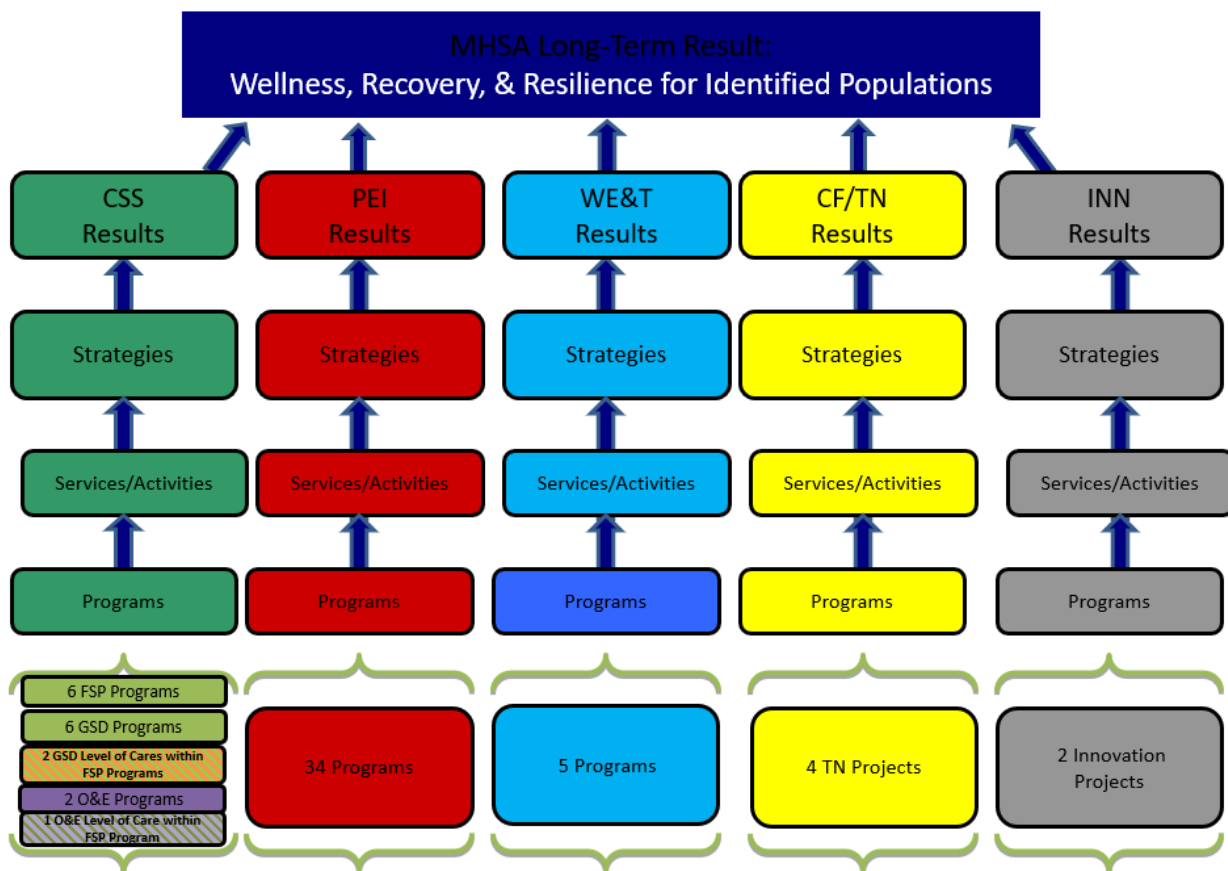 MHSA Long-Term Result:
Wellness, Recovery, & Resilience for Identified Populations
CSS
Results
PEI
Results
WE&T
Results
CF/TN
Results
INN
Results
Strategies
Strategies
Strategies
Strategies
Strategies
Services/Activities
Services/Activities
Services/Activities
Services/Activities
Services/Activities
Programs
Programs
Programs
Programs
Programs
6 FSP Programs
6 GSD Programs
2 GSD Level of Cares within
FSP Programs
2 O&E Programs
1 O&E Level of Care within
FSP Program
34 Programs
5 Programs
4 TN Projects
2 Innovation
Projects